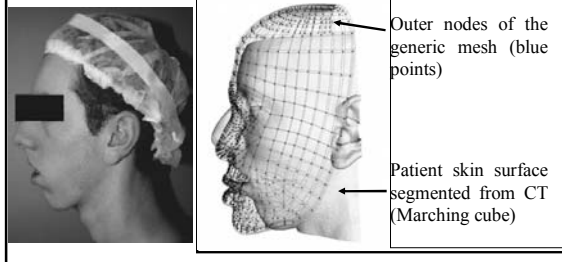 Outer nodes of the
generic mesh (blue
points)
Patient skin surface
segmented from CT
(Marching cube)